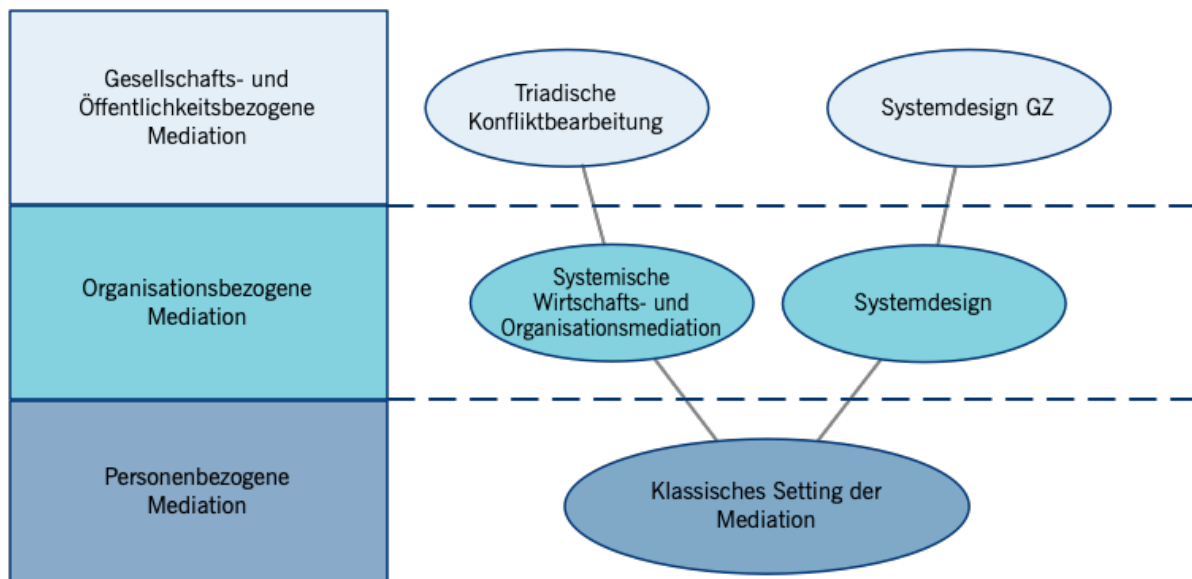 Gesellschafts- und
Öffentlichkeitsbezogene
Mediation
Triadische
Konfliktbearbeitung
Systemdesign GZ
Organisationsbezogene
Mediation
Systemische
Wirtschafts- und
Organisationsmediation
Systemdesign
Personenbezogene
Mediation
Klassisches Setting der
Mediation